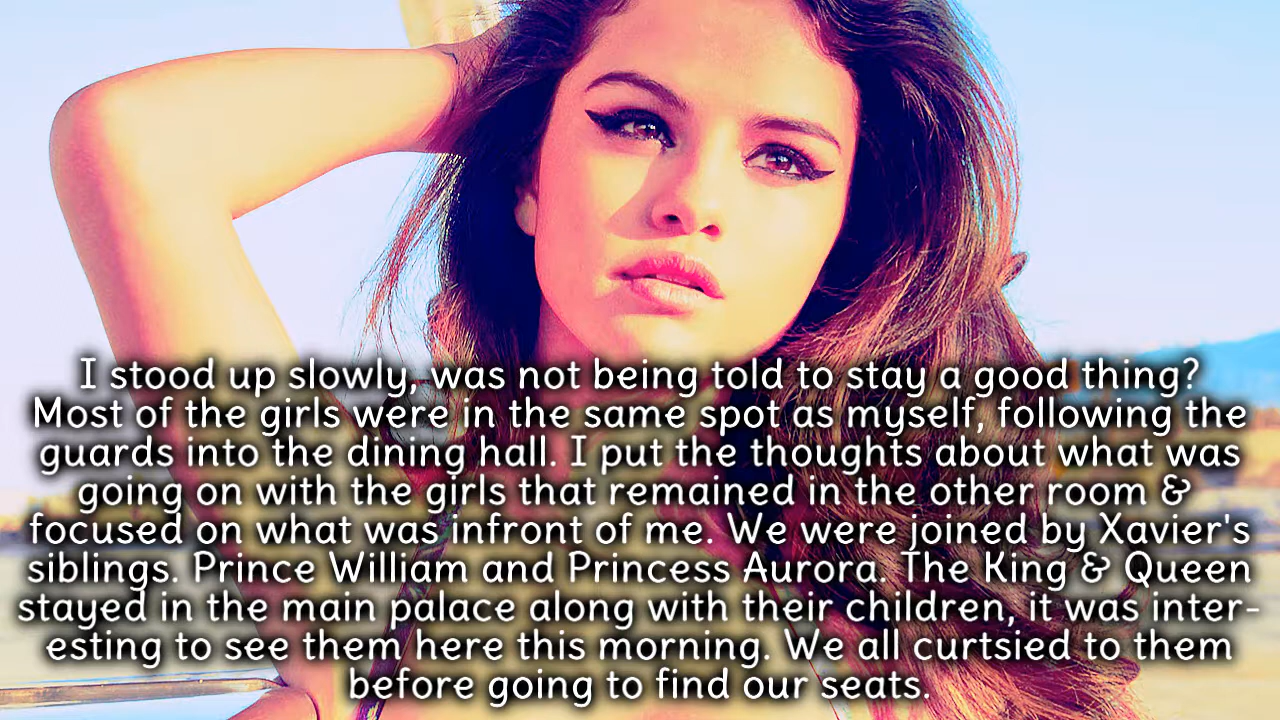 I stood up slowly, was not being told to stay a good thing?
Most of the girls were in the same spot as myself, following the
guards into the dining hall. I put the thoughts about what was
going on with the girls that remained in the other room &
focused on what was infront of me. We were joined by Xavier's
siblings. Prince William and Princess Aurora. The King & Queen
stayed in the main palace along with their children, it was inter-
esting to see them here this morning. We all curtsied to them
before going to find our seats.